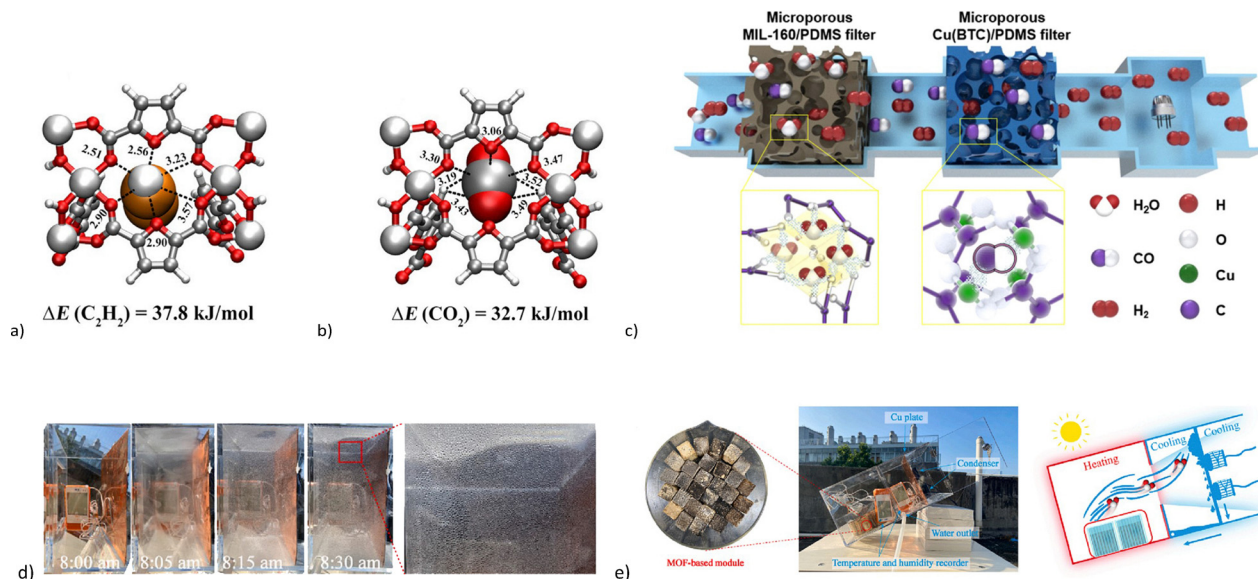 a)
2.51
2.56
3.23
2.90
3.57
2.90
ΔE (C2H2) = 37.8 kJ/mol
b)
3.06
3.30
3.47
3.19
2.52
3.43
3.49
ΔE (CO2) = 32.7 kJ/mol
c)
Microporous
MIL-160/PDMS filter
Microporous
Cu(BTC)/PDMS filter
H2O
H
O
CO
Cu
H2
C
d)
8:00 am
8:05 am
8:15 am
8:30 am
e)
MOF-based module
Cu plate
Condenser
Water outlet
Temperature and humidity recorder
Heating
Cooling
Cooling